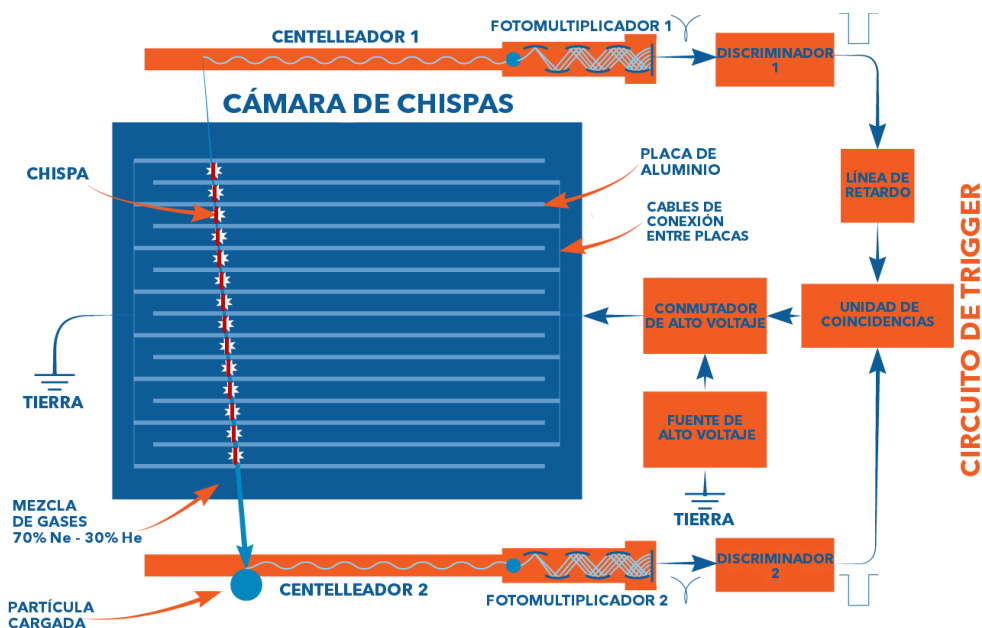 CENTELLEADOR 1
FOTOMULTIPLICADOR 1
DISCRIMINADOR
1
CÁMARA DE CHISPAS
CHISPA
PLACA DE
ALUMINIO
CABLES DE
CONEXIÓN
ENTRE PLACAS
LÍNEA DE
RETARDO
CONMUTADOR
DE ALTO VOLTAJE
UNIDAD DE
COINCIDENCIAS
CIRCUITO DE TRIGGER
TIERRA
FUENTE DE
ALTO VOLTAJE
TIERRA
MEZCLA
DE GASES
70% Ne - 30% He
PARTÍCULA
CARGADA
CENTELLEADOR 2
FOTOMULTIPLICADOR 2
DISCRIMINADOR
2